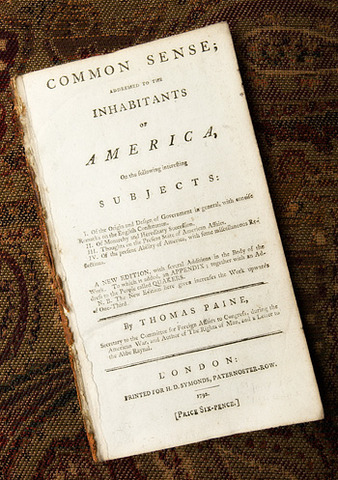 COMMON SENSE;
ADDRESSED TO THE
INHABITANTS
OF
AMERICA,
On the following interesting
SUBJECTS:
I. Of the Origin and Design of Government in general, with concise
Remarks on the English Constitution.
II. Of Monarchy and Hereditary Succession.
III. Thoughts on the Present State of American Affairs.
IV. Of the present Ability of America, with some miscellaneous Re-
flections.
A NEW EDITION, with several Additions in the Body of the
Work. To which is added, an APPENDIX; together with an Ad-
dress to the People called QUAKERS.
N. B. The New Edition here given increases the Work upwards
of One-Third.
By THOMAS PAINE,
Secretary to the Committee for Foreign Affairs to Congress, during the
American War, and Author of The Rights of Man, and a Letter to
the Abbe Raynal.
LONDON:
PRINTED FOR H. D. SYMONDS, PATERNOSTER-ROW.
1792.
[PRICE SIX-PENCE.]